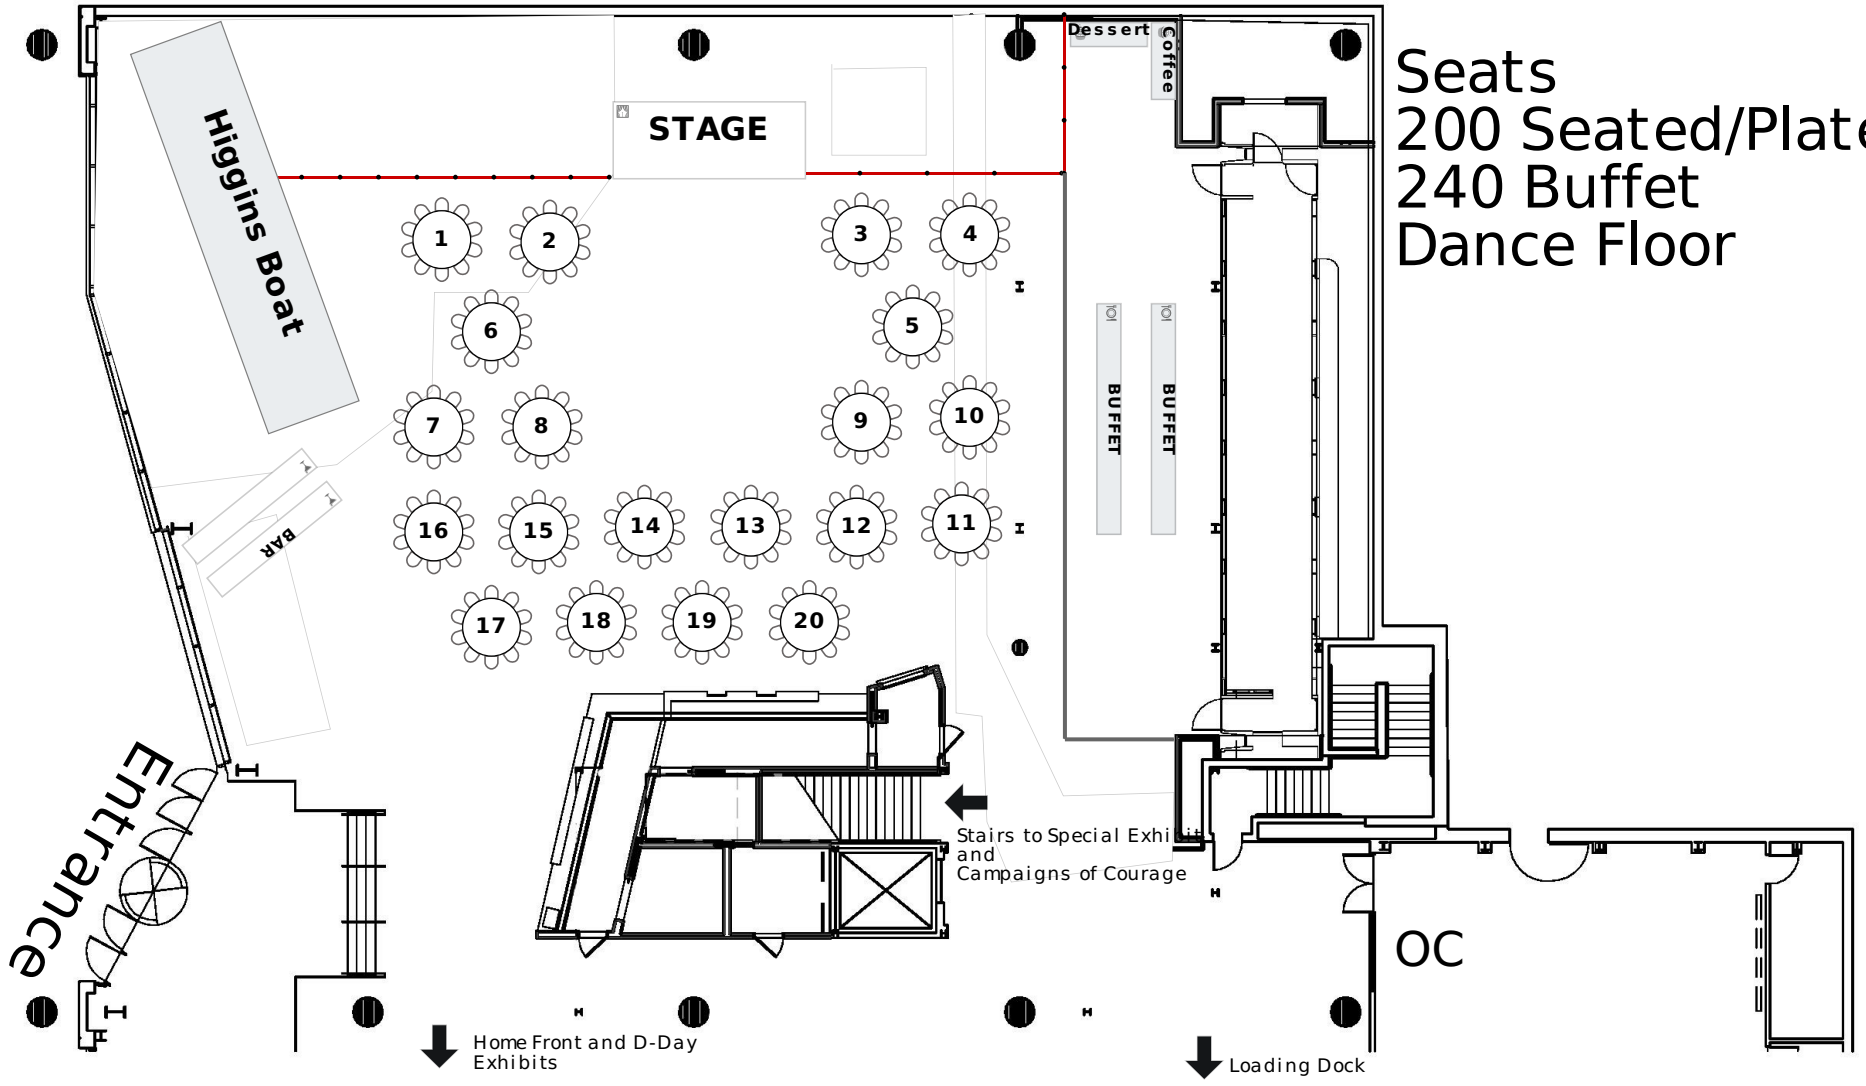 Dessert
Coffee
Seats
200 Seated/Plate
240 Buffet
Dance Floor
STAGE
Higgins Boat
1
2
3
4
5
6
7
8
9
10
BUFFET
BUFFET
16
15
14
13
12
11
BAR
17
18
19
20
Entrance
Stairs to Special Exhibit
and
Campaigns of Courage
OC
Home Front and D-Day
Exhibits
Loading Dock